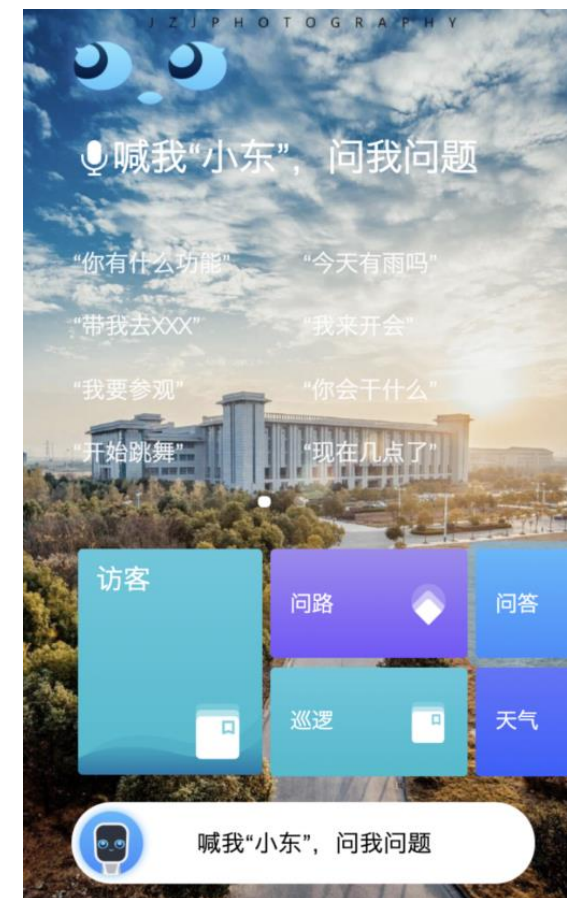 JZJPHOTOGRAPHY
喊我“小东”，问我问题
“你有什么功能” “今天有雨吗”
“带我去XXX” “我来开会”
“我要参观” “你会干什么”
“开始跳舞” “现在几点了”
访客
问路
问答
巡逻
天气
喊我“小东”，问我问题